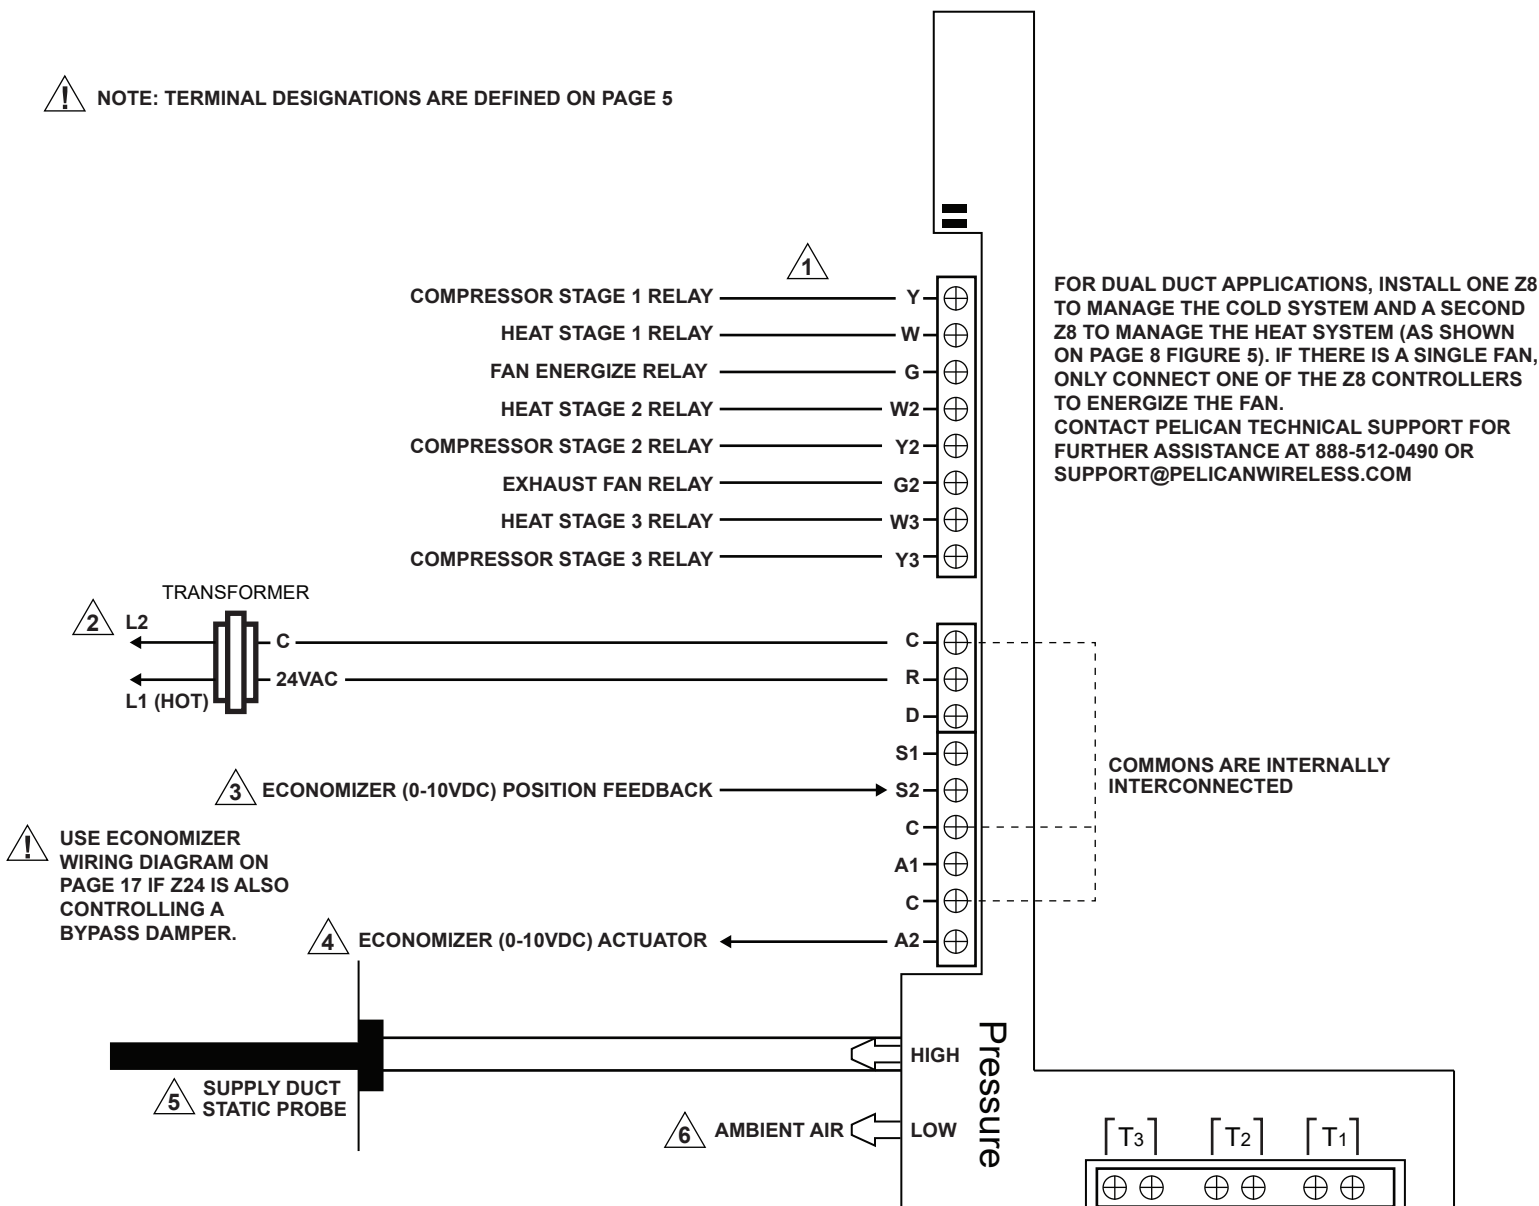 ! NOTE: TERMINAL DESIGNATIONS ARE DEFINED ON PAGE 5
1
COMPRESSOR STAGE 1 RELAY Y
HEAT STAGE 1 RELAY W
FAN ENERGIZE RELAY G
HEAT STAGE 2 RELAY W2
COMPRESSOR STAGE 2 RELAY Y2
EXHAUST FAN RELAY G2
HEAT STAGE 3 RELAY W3
COMPRESSOR STAGE 3 RELAY Y3
FOR DUAL DUCT APPLICATIONS, INSTALL ONE Z8
TO MANAGE THE COLD SYSTEM AND A SECOND
Z8 TO MANAGE THE HEAT SYSTEM (AS SHOWN
ON PAGE 8 FIGURE 5). IF THERE IS A SINGLE FAN,
ONLY CONNECT ONE OF THE Z8 CONTROLLERS
TO ENERGIZE THE FAN.
CONTACT PELICAN TECHNICAL SUPPORT FOR
FURTHER ASSISTANCE AT 888-512-0490 OR
SUPPORT@PELICANWIRELESS.COM
TRANSFORMER
2 L2
C C
24VAC R
L1 (HOT)
D
S1
3 ECONOMIZER (0-10VDC) POSITION FEEDBACK S2
C
A1
C
4 ECONOMIZER (0-10VDC) ACTUATOR A2
COMMONS ARE INTERNALLY
INTERCONNECTED
! USE ECONOMIZER
WIRING DIAGRAM ON
PAGE 17 IF Z24 IS ALSO
CONTROLLING A
BYPASS DAMPER.
HIGH
5 SUPPLY DUCT
STATIC PROBE
6 AMBIENT AIR LOW
Pressure
T3 T2 T1